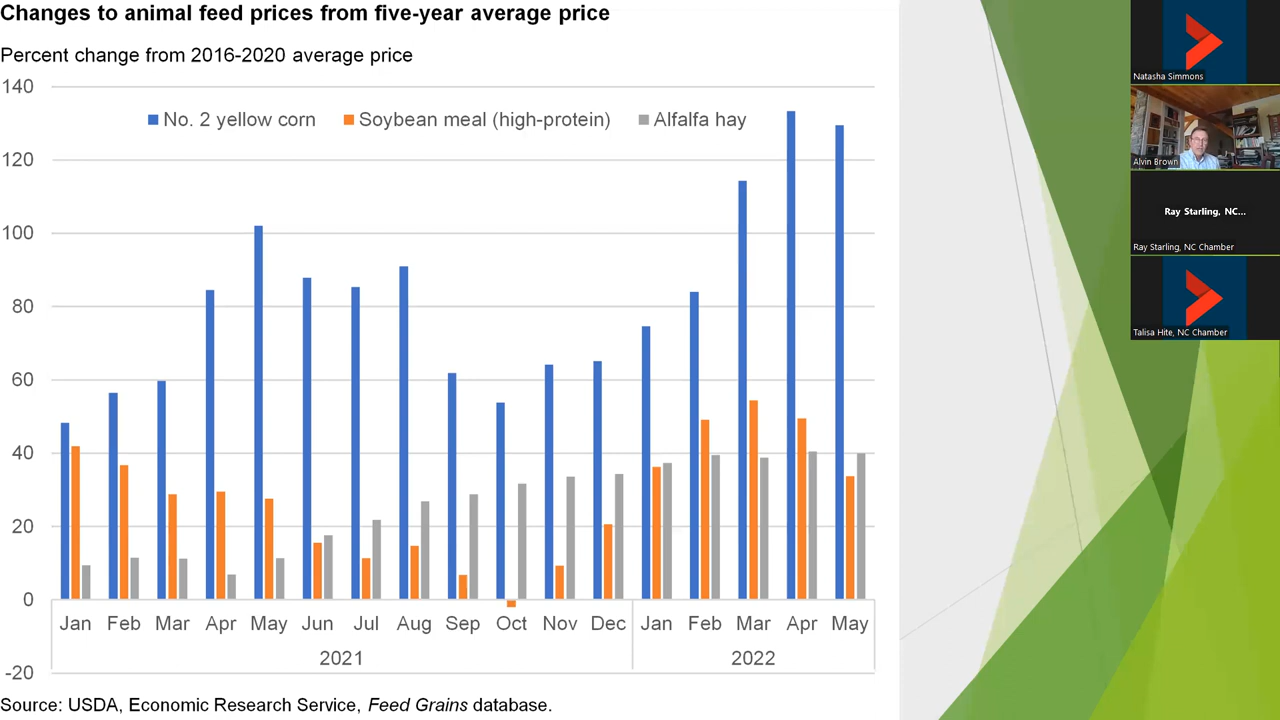 Changes to animal feed prices from five-year average price
Percent change from 2016-2020 average price
140
No. 2 yellow corn Soybean meal (high-protein) Alfalfa hay
120
100
80
60
40
20
0
Jan Feb Mar Apr May Jun Jul Aug Sep Oct Nov Dec Jan Feb Mar Apr May
2021 2022
-20
Source: USDA, Economic Research Service, Feed Grains database.
Natasha Simmons
Alvin Brown
Ray Starling, NC...
Ray Starling, NC Chamber
Talisa Hite, NC Chamber